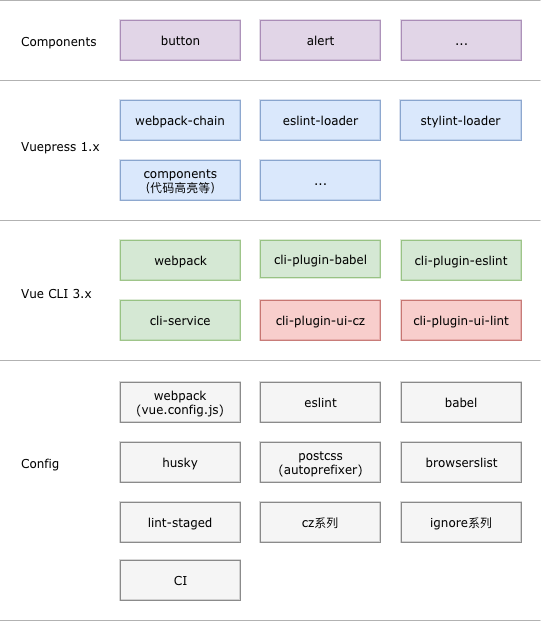 Components
button
alert
...
Vuepress 1.x
webpack-chain
eslint-loader
stylint-loader
components
(代码高亮等)
...
Vue CLI 3.x
webpack
cli-plugin-babel
cli-plugin-eslint
cli-service
cli-plugin-ui-cz
cli-plugin-ui-lint
Config
webpack
(vue.config.js)
eslint
babel
husky
postcss
(autoprefixer)
browserslist
lint-staged
cz系列
ignore系列
CI